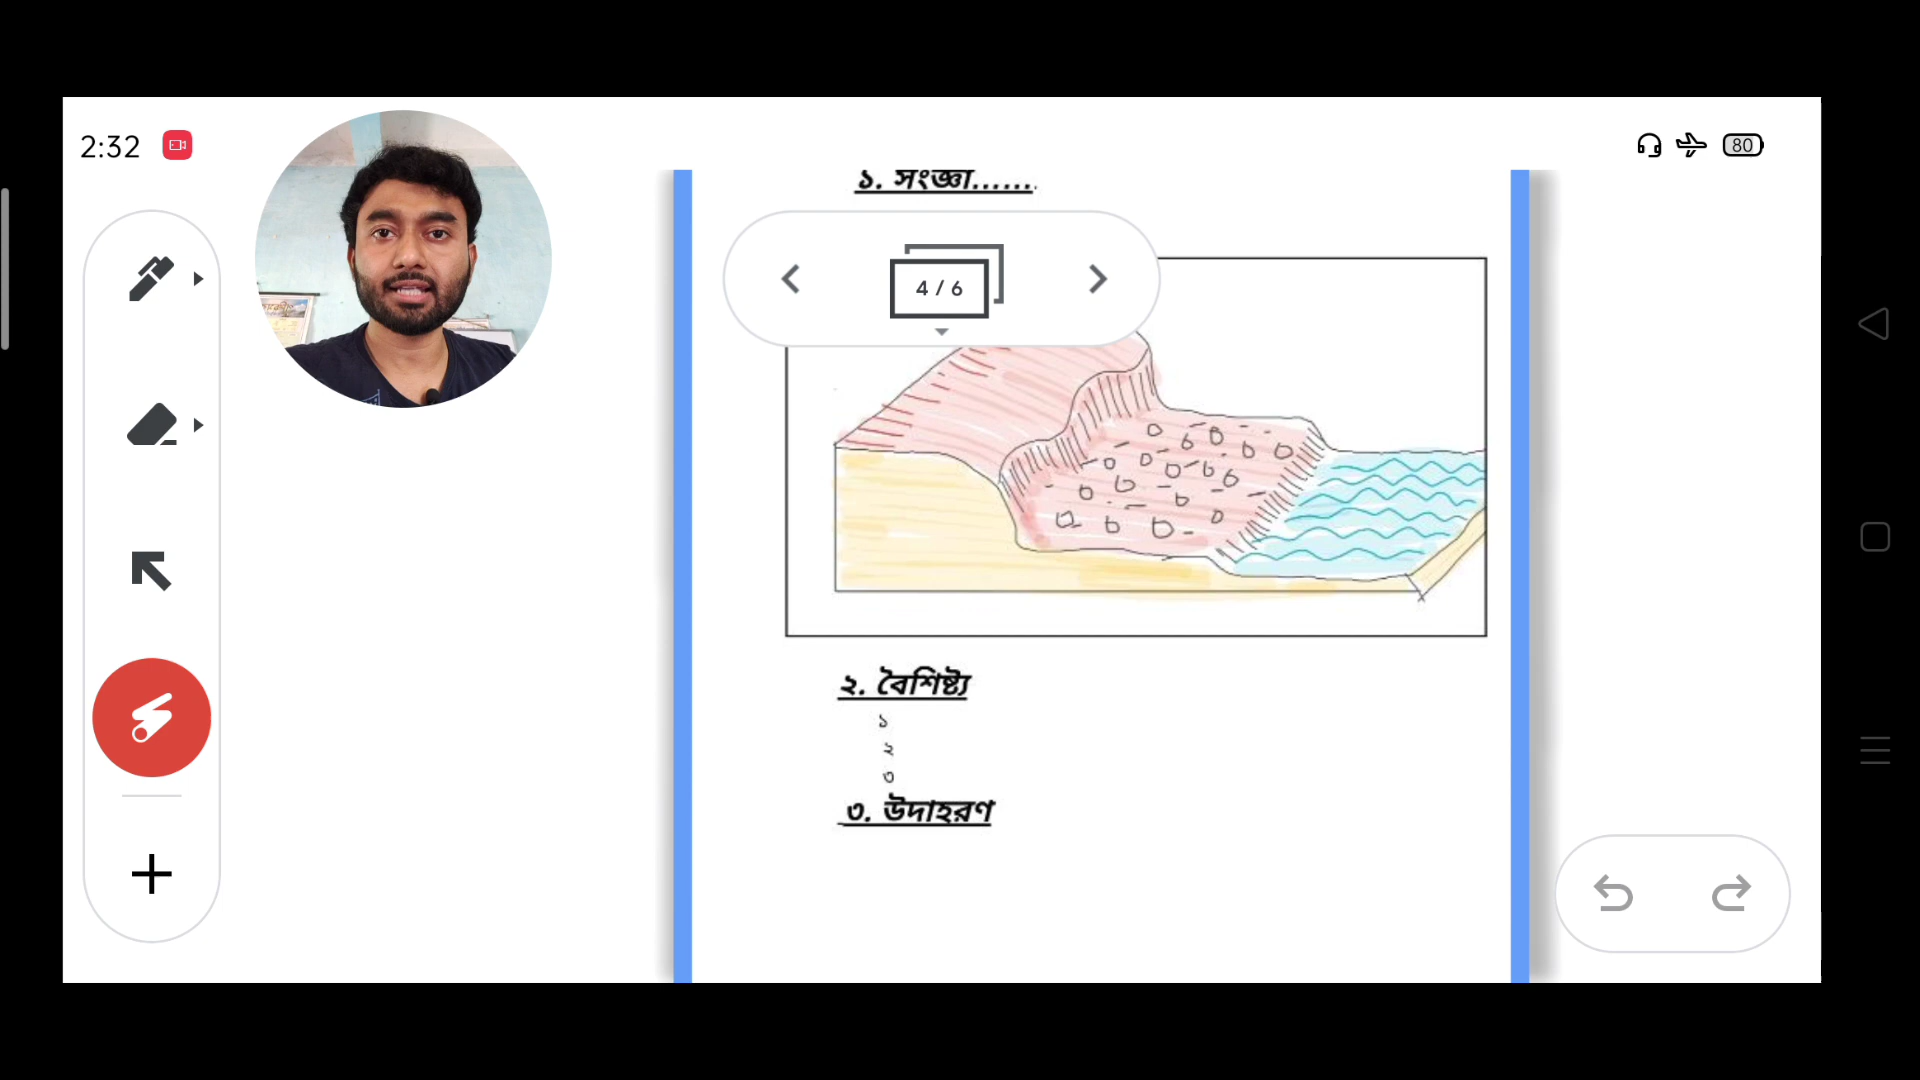 2:32
80
১. সংজ্ঞা.......
4 / 6
২. বৈশিষ্ট্য
১
২
৩
৩. উদাহরণ